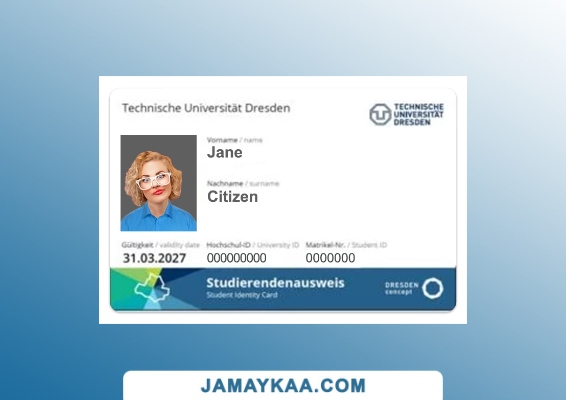 Technische Universität Dresden
TECHNISCHE
UNIVERSITÄT
DRESDEN
Vorname / name
Jane
Nachname / surname
Citizen
Gültigkeit / validity date Hochschul-ID / University ID Matrikel-Nr. / Student ID
31.03.2027 000000000 0000000
Studierendenausweis
Student Identity Card
DRESDEN
concept
JAMAYKAA.COM